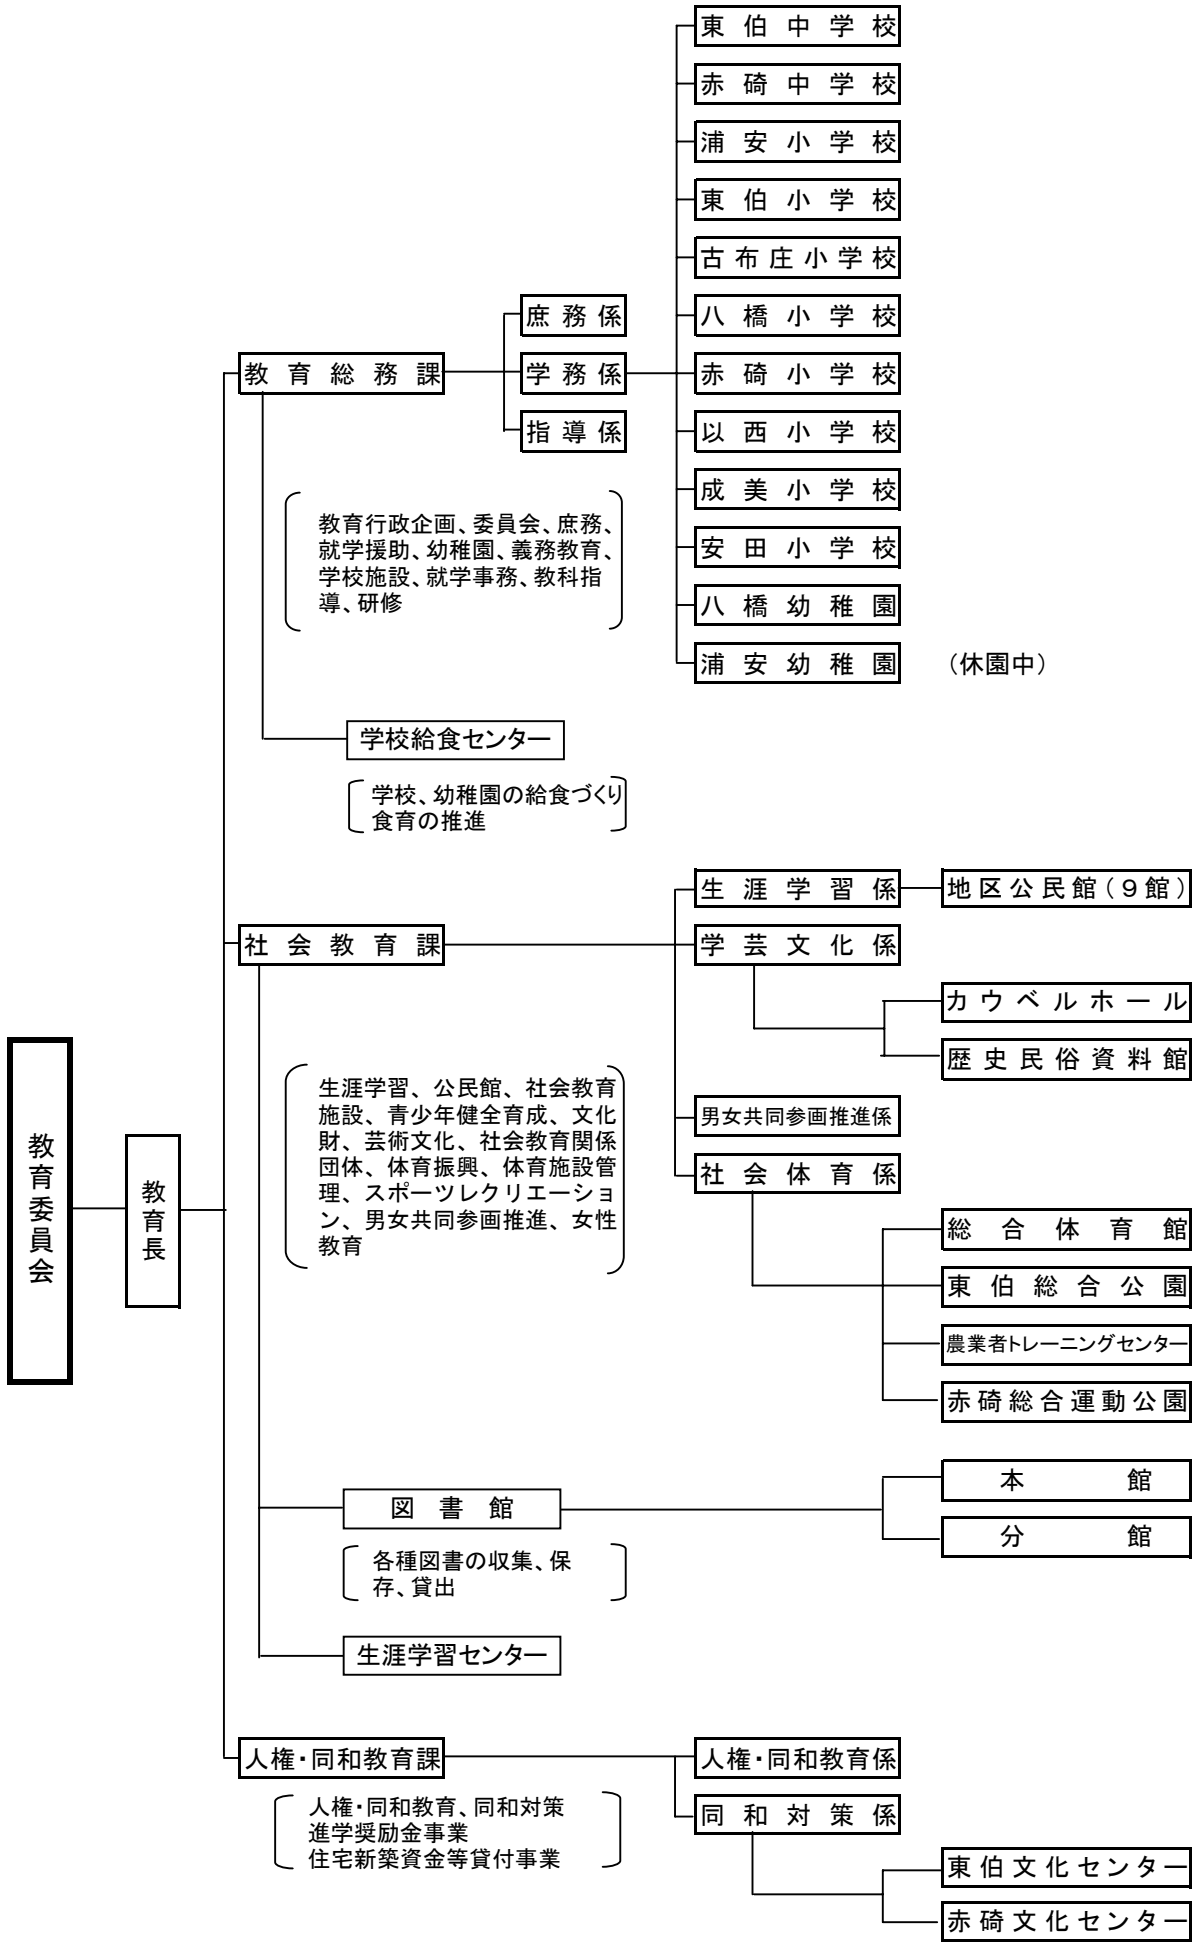 東伯中学校
赤碕中学校
浦安小学校
東伯小学校
古布庄小学校
八橋小学校
赤碕小学校
以西小学校
成美小学校
安田小学校
八橋幼稚園
浦安幼稚園
（休園中）
庶務係
学務係
指導係
教育総務課
教育行政企画、委員会、庶務、
就学援助、幼稚園、義務教育、
学校施設、就学事務、教科指
導、研修
学校給食センター
学校、幼稚園の給食づくり
食育の推進
生涯学習係
地区公民館（９館）
社会教育課
学芸文化係
カウベルホール
歴史民俗資料館
生涯学習、公民館、社会教育
施設、青少年健全育成、文化
財、芸術文化、社会教育関係
団体、体育振興、体育施設管
理、スポーツレクリエーショ
ン、男女共同参画推進、女性
教育
男女共同参画推進係
社会体育係
教育委員会
教育長
総合体育館
東伯総合公園
農業者トレーニングセンター
赤碕総合運動公園
図書館
本館
分館
各種図書の収集、保
存、貸出
生涯学習センター
人権・同和教育課
人権・同和教育係
人権・同和教育、同和対策
進学奨励金事業
住宅新築資金等貸付事業
同和対策係
東伯文化センター
赤碕文化センター